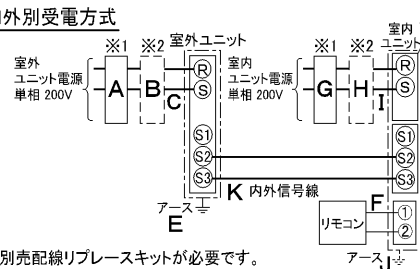 外別受電方式
※1 ※2 室外ユニット
室外
ユニット電源
単相 200V
A B C
R
S
S1
S2
S3
アース
E
※1 ※2 室内
ユニット
室内
ユニット電源
単相 200V
G H I
R
S
S1
S2
S3
K 内外信号線
F
リモコン
①
②
アース J
別売配線リプレースキットが必要です。